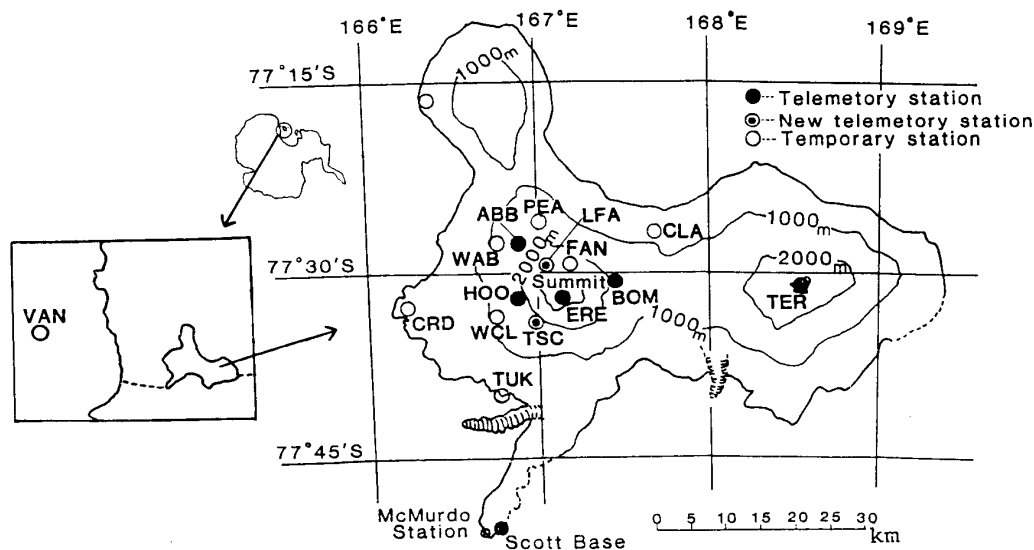 166°E 167°E 168°E 169°E
77°15'S
1000m
Telemetory station
New telemetory station
Temporary station
ABB PEA LFA
CLA
WAB 2000m FAN
1000m
77°30'S
Summit
2000m
HOO
BOM
TER
VAN
CRD
WCL TSC ERE
1000m
TUK
77°45'S
McMurdo
Station
Scott Base
0 5 10 15 20 25 30
km